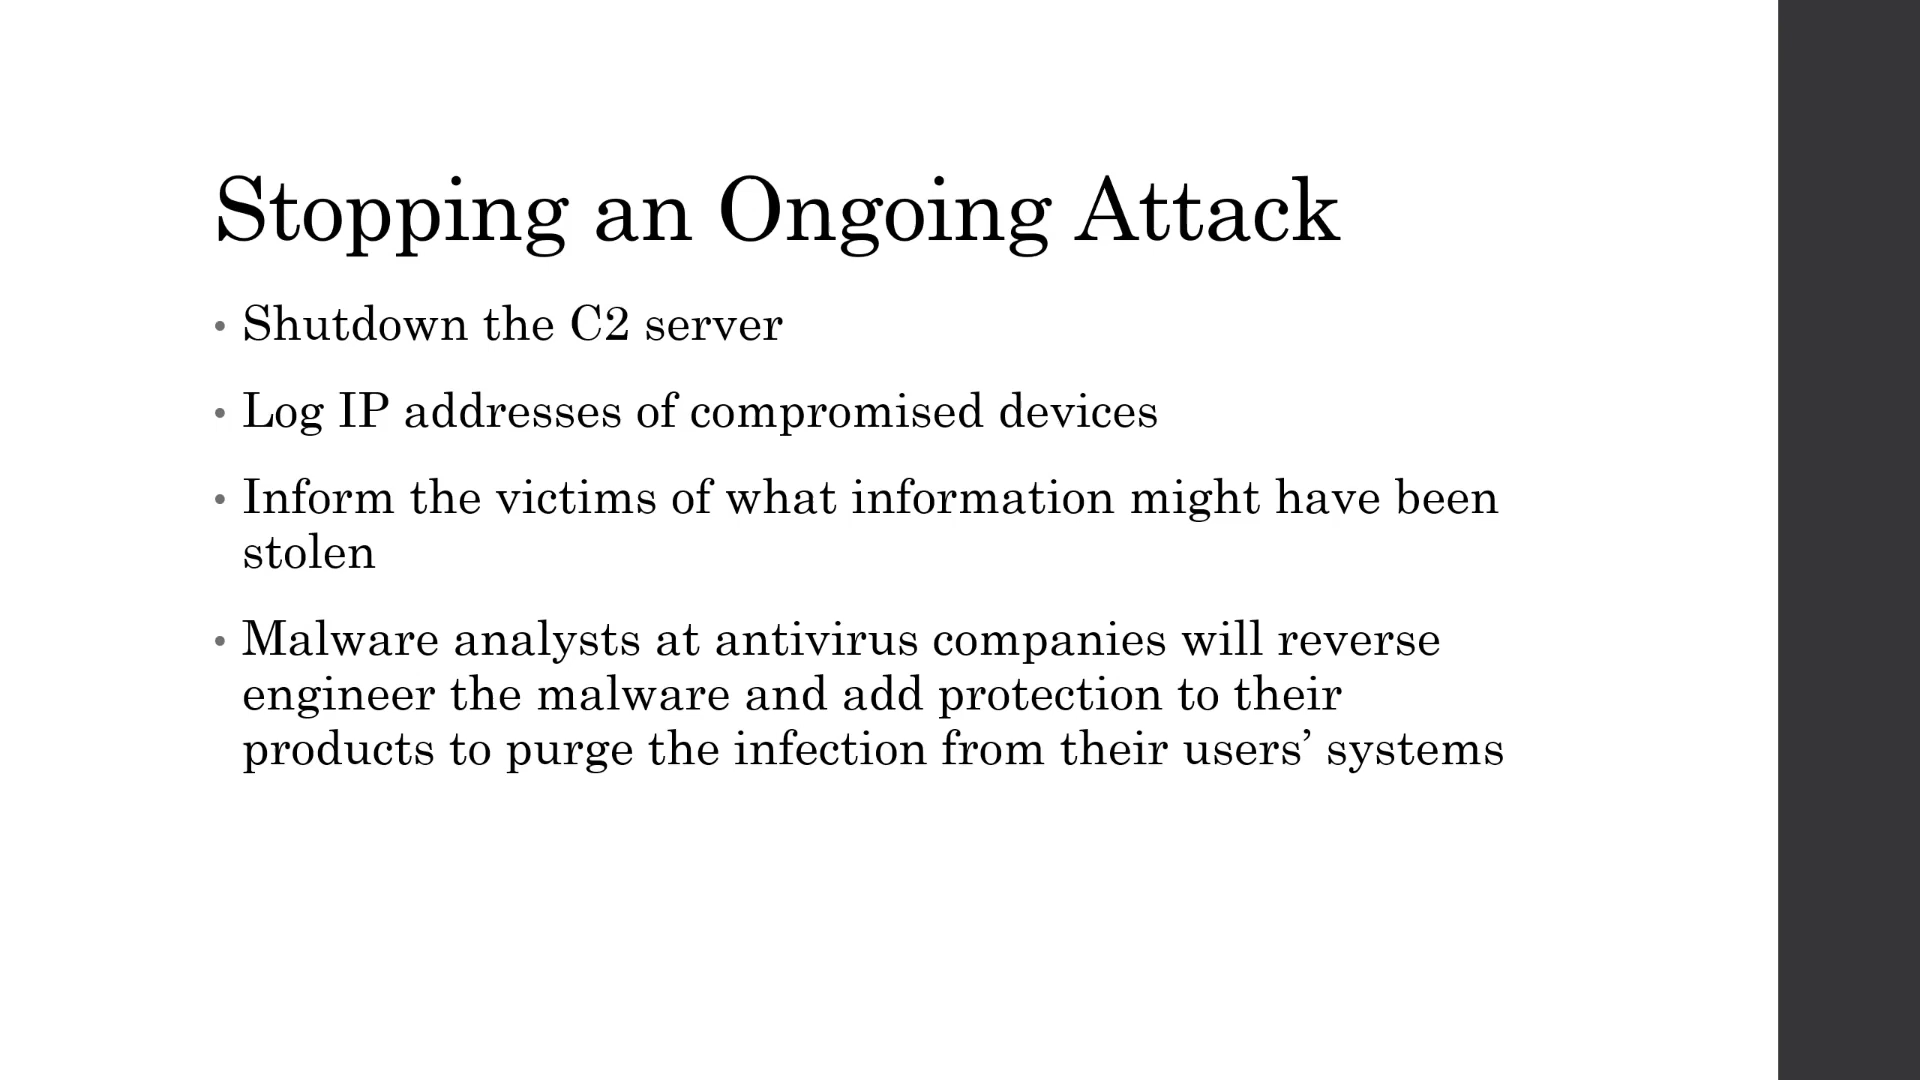 Stopping an Ongoing Attack
• Shutdown the C2 server
• Log IP addresses of compromised devices
• Inform the victims of what information might have been
stolen
• Malware analysts at antivirus companies will reverse
engineer the malware and add protection to their
products to purge the infection from their users’ systems